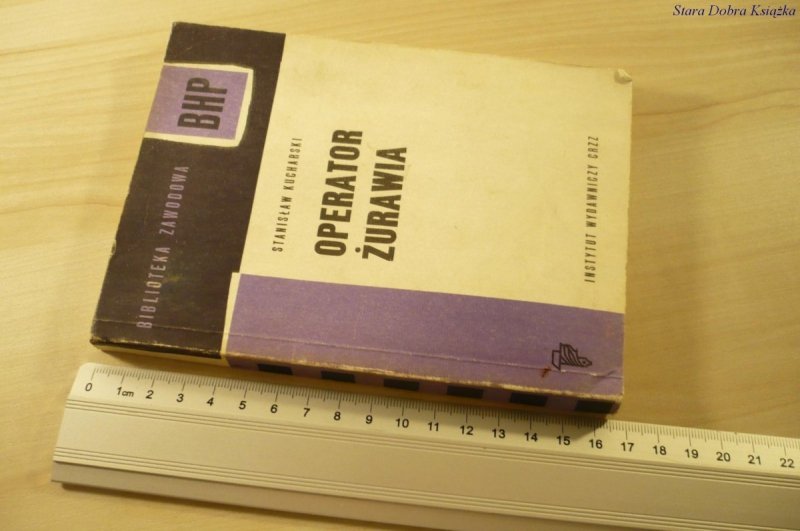 Stara Dobra Książka
BIBLIOTEKA ZAWODOWA
BHP
STANISŁAW KUCHARSKI
OPERATOR
ŻURAWIA
INSTYTUT WYDAWNICZY CRZZ
0 1cm 2 3 4 5 6 7 8 9 10 11 12 13 14 15 16 17 18 19 20 21 22